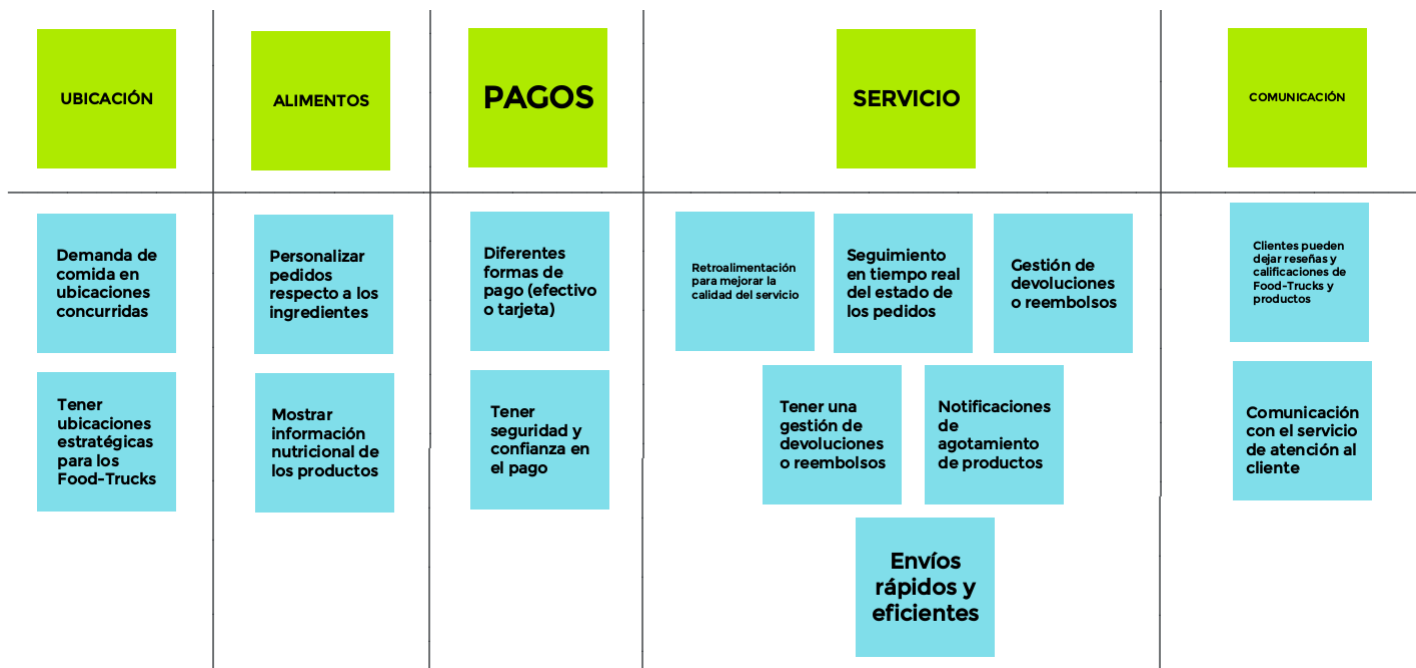 UBICACIÓN
ALIMENTOS
PAGOS
SERVICIO
COMUNICACIÓN
Demanda de
comida en
ubicaciones
concurridas
Tener
ubicaciones
estratégicas
para los
Food-Trucks
Personalizar
pedidos
respecto a los
ingredientes
Mostrar
información
nutricional de
los productos
Diferentes
formas de
pago (efectivo
o tarjeta)
Tener
seguridad y
confianza en
el pago
Retroalimentación
para mejorar la
calidad del servicio
Seguimiento
en tiempo real
del estado de
los pedidos
Gestión de
devoluciones
o reembolsos
Tener una
gestión de
devoluciones
o reembolsos
Notificaciones
de
agotamiento
de productos
Envíos
rápidos y
eficientes
Clientes pueden
dejar reseñas y
calificaciones de
Food-Trucks y
productos
Comunicación
con el servicio
de atención al
cliente